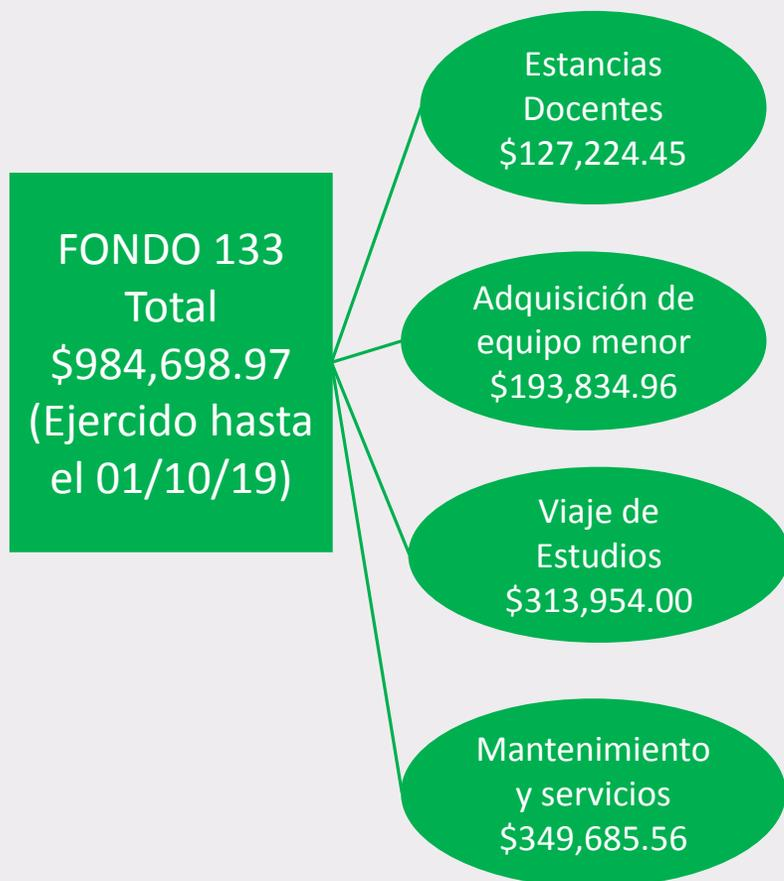 FONDO 133
Total
$984,698.97
(Ejercido hasta
el 01/10/19)
Estancias
Docentes
$127,224.45
Adquisición de
equipo menor
$193,834.96
Viaje de
Estudios
$313,954.00
Mantenimiento
y servicios
$349,685.56